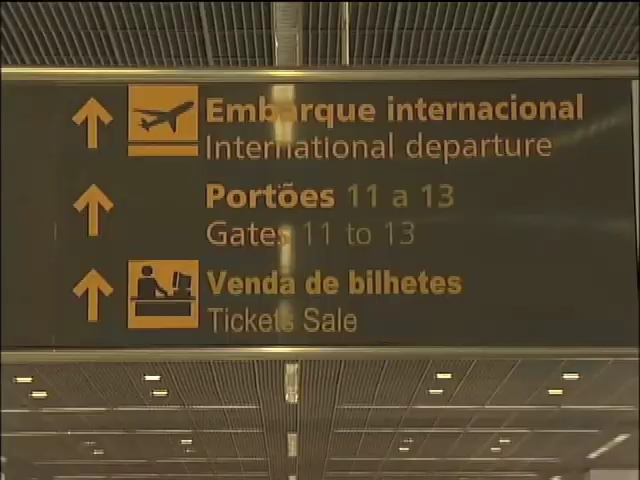 Embarque internacional
International departure
Portões 11 a 13
Gates 11 to 13
Venda de bilhetes
Tickets Sale